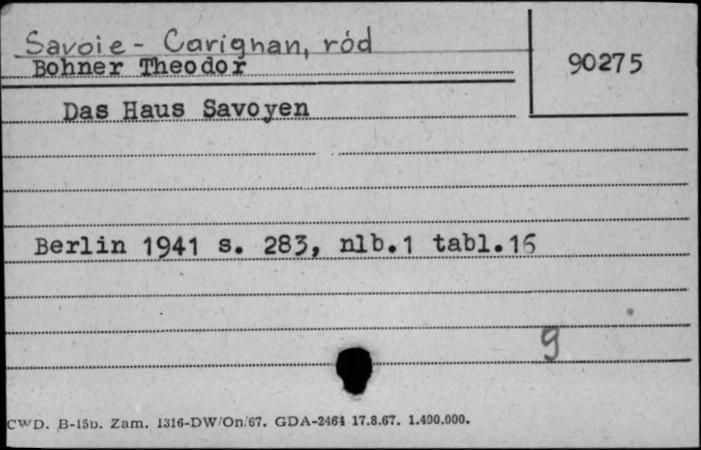 Savoie - Carignan, ród
90275
Bohner Theodor
Das Haus Savoyen
Berlin 1941 s. 283, nlb.1 tabl.16
g
CWD. B-15b. Zam. 1316-DW/On/67. GDA-2464 17.8.67. 1.400.000.